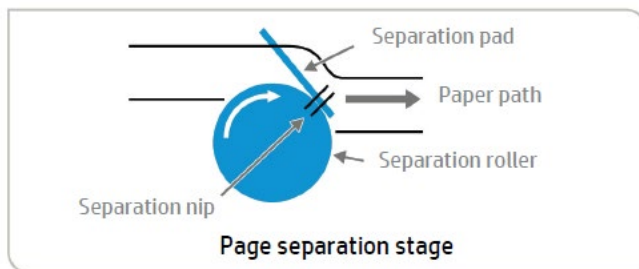 Separation pad
Paper path
Separation roller
Separation nip
Page separation stage